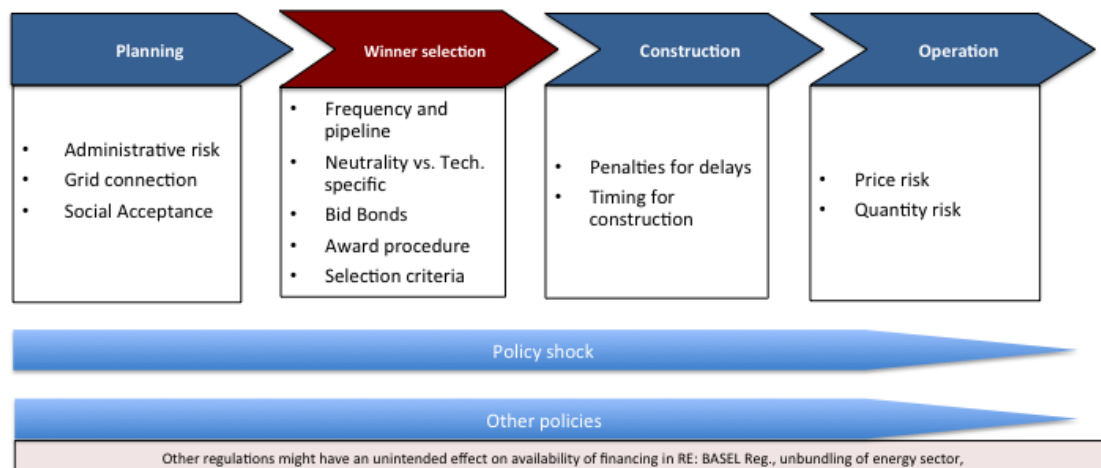 Planning
Winner selection
Construction
Operation
• Administrative risk
• Grid connection
• Social Acceptance
• Frequency and
pipeline
• Neutrality vs. Tech.
specific
• Bid Bonds
• Award procedure
• Selection criteria
• Penalties for delays
• Timing for
construction
• Price risk
• Quantity risk
Policy shock
Other policies
Other regulations might have an unintended effect on availability of financing in RE: BASEL Reg., unbundling of energy sector,